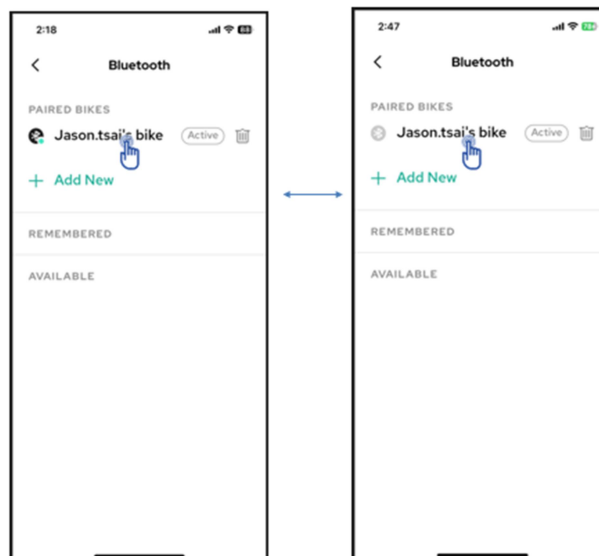 2:18
Bluetooth
PAIRED BIKES
Jason.tsai's bike Active
+ Add New
REMEMBERED
AVAILABLE
2:47
Bluetooth
PAIRED BIKES
Jason.tsai's bike Active
+ Add New
REMEMBERED
AVAILABLE